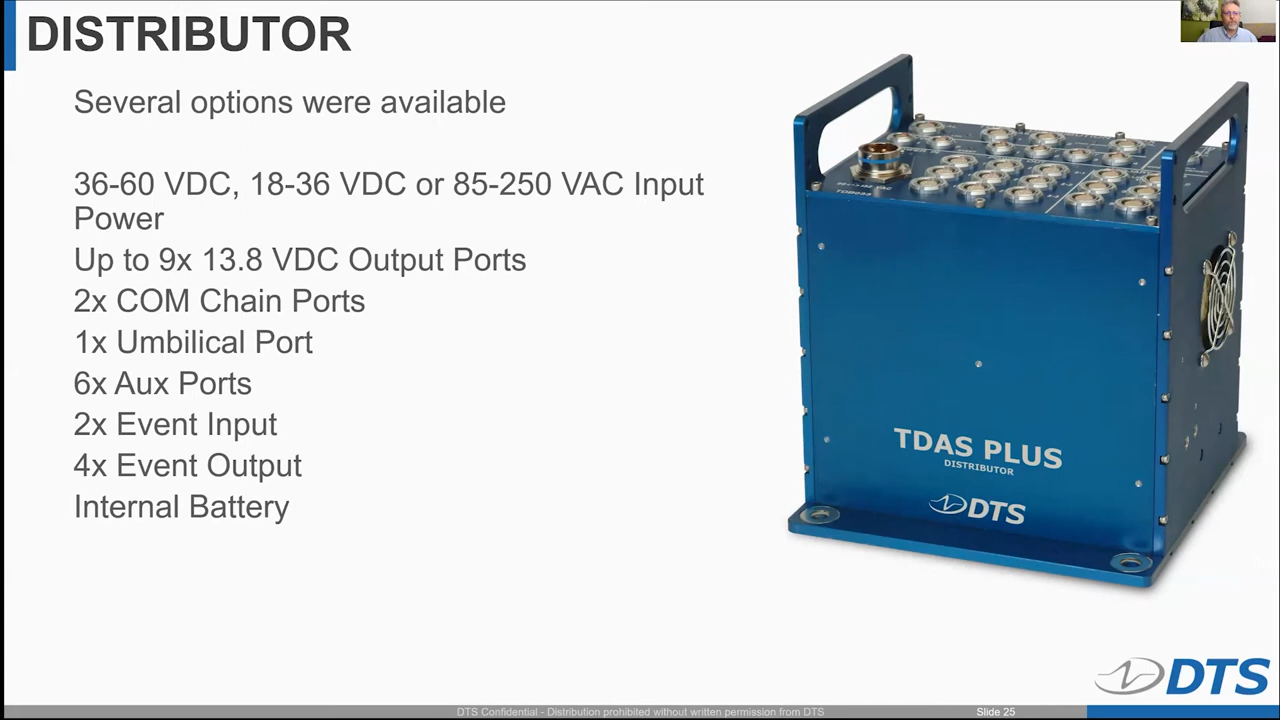 DISTRIBUTOR
Several options were available
36-60 VDC, 18-36 VDC or 85-250 VAC Input
Power
Up to 9x 13.8 VDC Output Ports
2x COM Chain Ports
1x Umbilical Port
6x Aux Ports
2x Event Input
4x Event Output
Internal Battery
TDAS PLUS
DISTRIBUTOR
DTS
DTS
DTS Confidential - Distribution prohibited without written permission from DTS
Slide 25